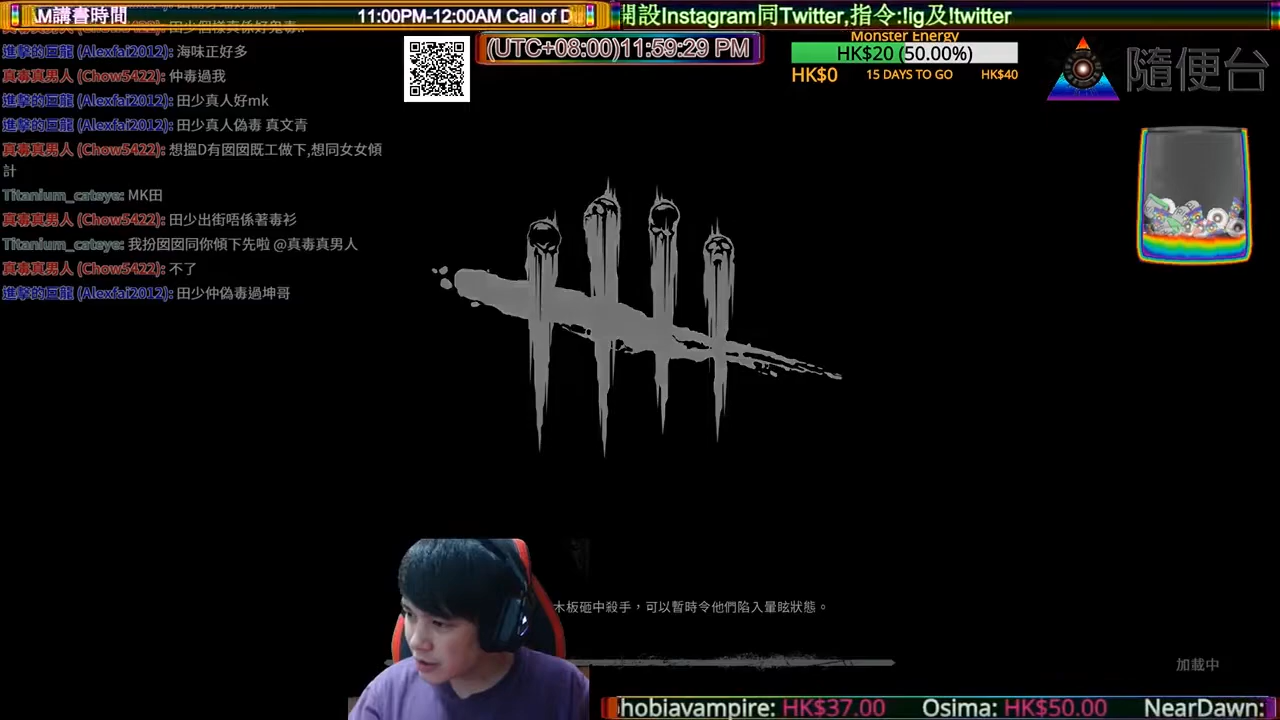 AM講書時間
11:00PM-12:00AM Call of D
開設Instagram同Twitter,指令:!ig及!twitter
進撃的巨龍 (Alexfai2012): 海味正好多
真毒真男人 (Chow5422): 仲毒過我
進撃的巨龍 (Alexfai2012): 田少真人好mk
進撃的巨龍 (Alexfai2012): 田少真人偽毒 真文青
真毒真男人 (Chow5422): 想搵D有囡囡既工做下,想同女女傾
計
Titanium_cateye: MK田
真毒真男人 (Chow5422): 田少出街唔係著毒衫
Titanium_cateye: 我扮囡囡同你傾下先啦 @真毒真男人
真毒真男人 (Chow5422): 不了
進撃的巨龍 (Alexfai2012): 田少仲偽毒過坤哥
(UTC+08:00)11:59:29 PM
Monster Energy
HK$20 (50.00%)
HK$0
15 DAYS TO GO
HK$40
隨便台
木板砸中殺手，可以暫時令他們陷入暈眩狀態。
加載中
hobiavampire: HK$37.00
Osima: HK$50.00
NearDawn: